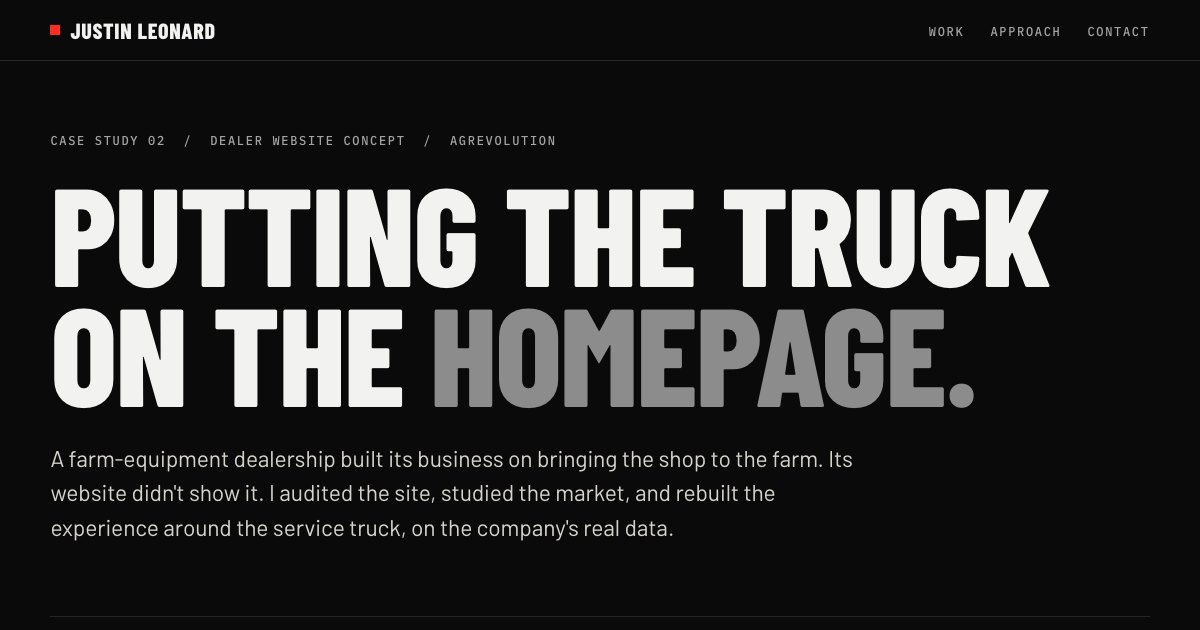 JUSTIN LEONARD
WORK APPROACH CONTACT
CASE STUDY 02 / DEALER WEBSITE CONCEPT / AGREVOLUTION
PUTTING THE TRUCK
ON THE HOMEPAGE.
A farm-equipment dealership built its business on bringing the shop to the farm. Its
website didn't show it. I audited the site, studied the market, and rebuilt the
experience around the service truck, on the company's real data.